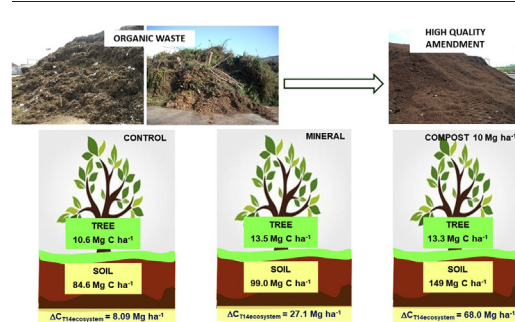 ORGANIC WASTE
HIGH QUALITY
AMENDMENT
CONTROL
TREE
10.6 Mg C ha⁻¹
SOIL
84.6 Mg C ha⁻¹
ΔC_T14ecosystem = 8.09 Mg ha⁻¹
MINERAL
TREE
13.5 Mg C ha⁻¹
SOIL
99.0 Mg C ha⁻¹
ΔC_T14ecosystem = 27.1 Mg ha⁻¹
COMPOST 10 Mg ha⁻¹
TREE
13.3 Mg C ha⁻¹
SOIL
149 Mg C ha⁻¹
ΔC_T14ecosystem = 68.0 Mg ha⁻¹